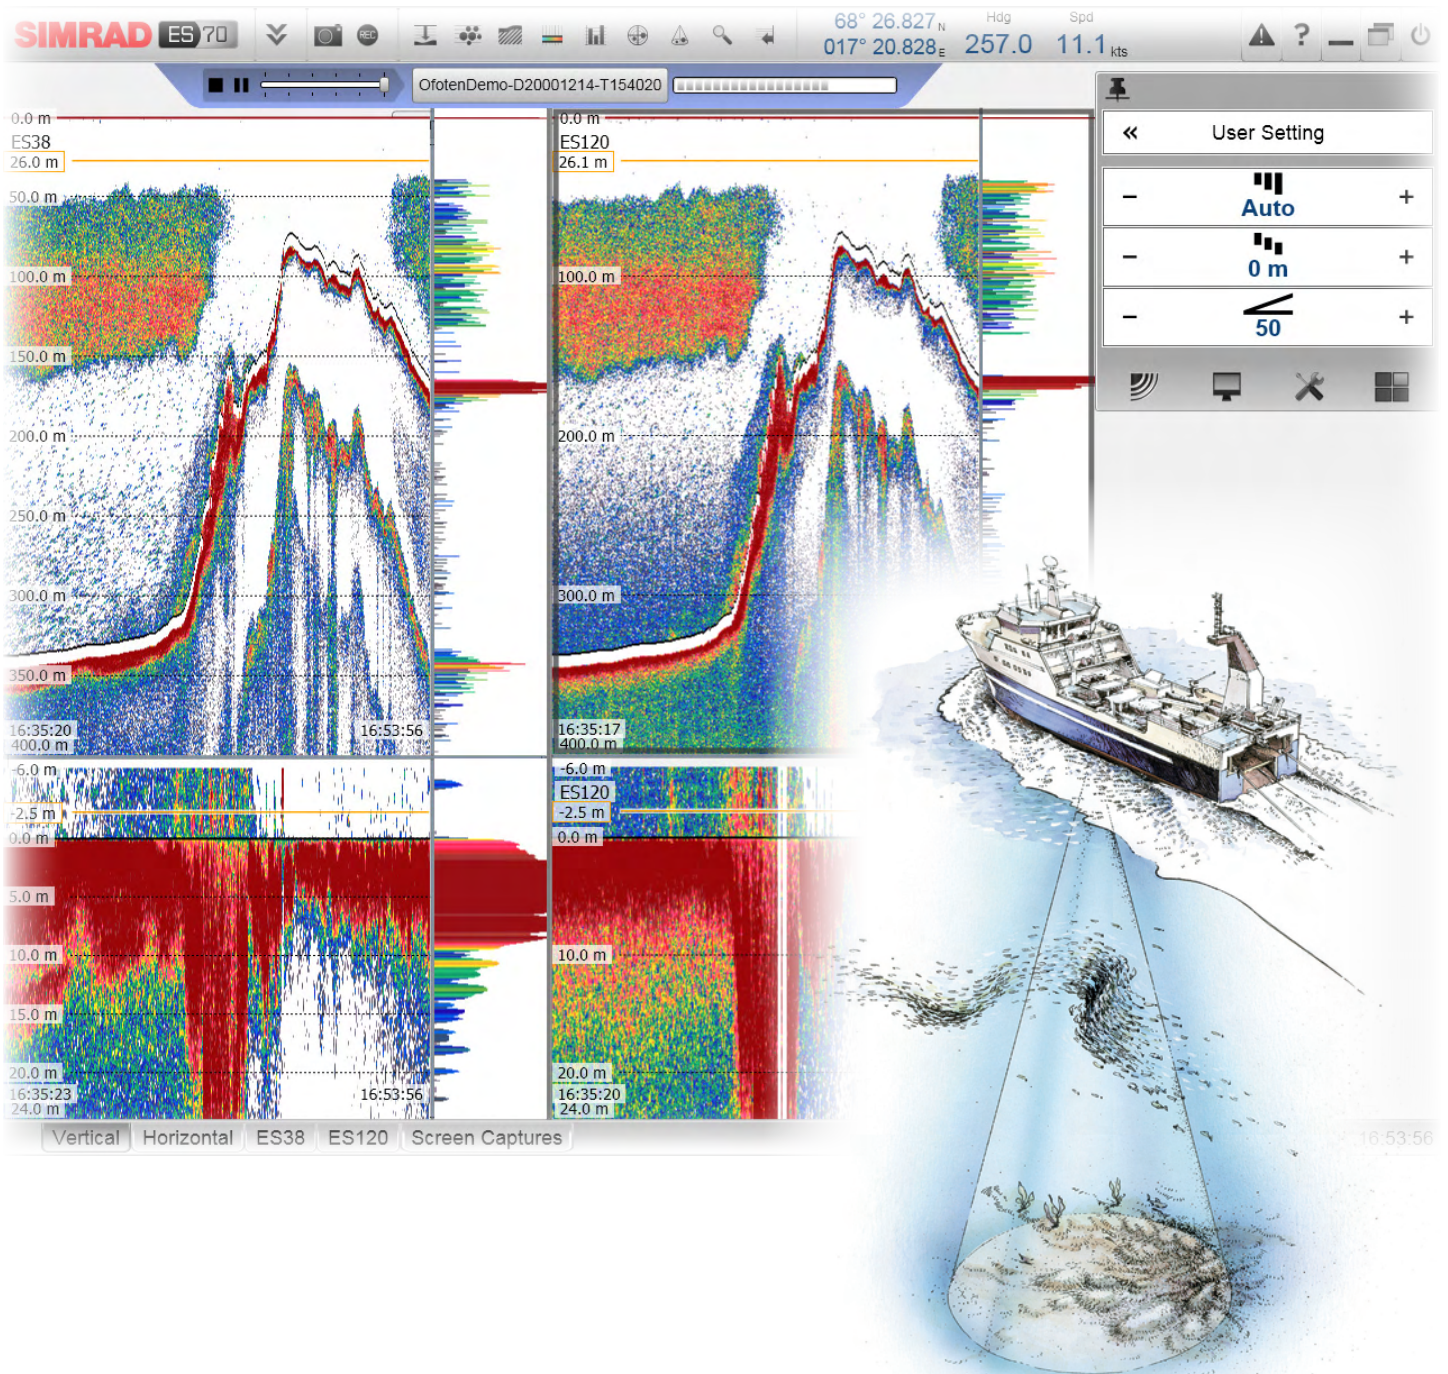 SIMRAD ES 70
REC
68° 26.827 N
017° 20.828 E
Hdg
257.0
Spd
11.1 kts
?
OfotenDemo-D20001214-T154020
« User Setting
- Auto +
- 0 m +
- 50 +
0.0 m
ES38
26.0 m
50.0 m
100.0 m
150.0 m
200.0 m
250.0 m
300.0 m
350.0 m
16:35:20
16:53:56
400.0 m
0.0 m
ES120
26.1 m
100.0 m
200.0 m
300.0 m
16:35:17
400.0 m
-6.0 m
-2.5 m
0.0 m
5.0 m
10.0 m
15.0 m
20.0 m
16:35:23
16:53:56
24.0 m
-6.0 m
ES120
-2.5 m
0.0 m
10.0 m
20.0 m
16:35:20
24.0 m
Vertical Horizontal ES38 ES120 Screen Captures
16:53:56